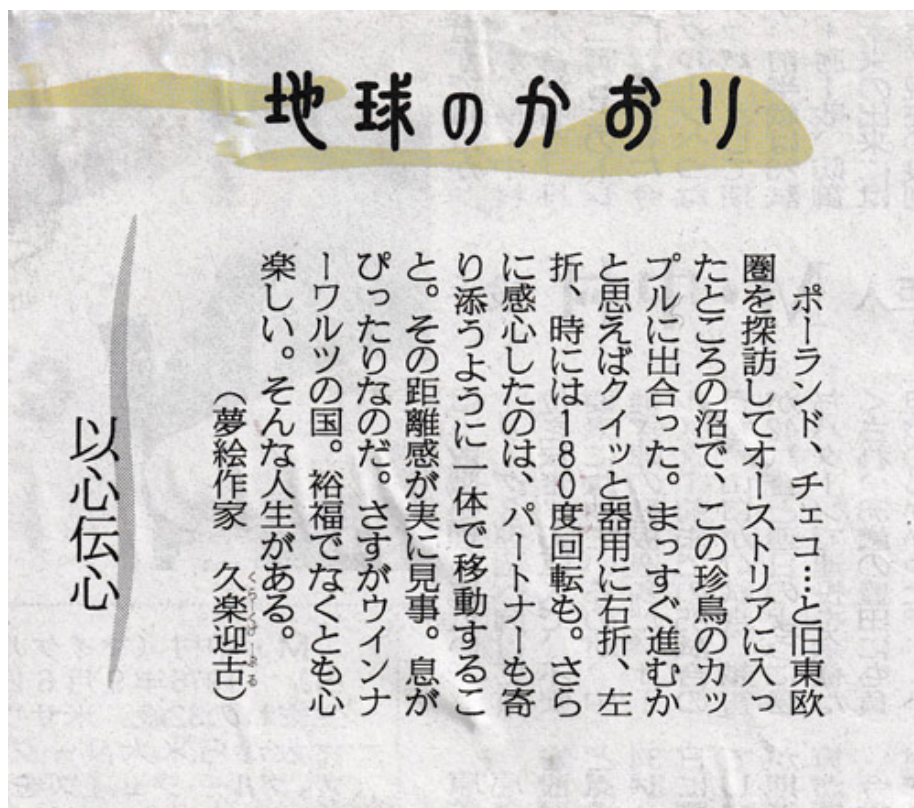 地球のかおり
ポーランド、チェコ…と旧東欧
圏を探訪してオーストリアに入っ
たところの沼で、この珍鳥のカッ
プルに出合った。まっすぐ進むか
と思えばクイッと器用に右折、左
折、時には180度回転も。さら
に感心したのは、パートナーも寄
り添うように一体で移動するこ
と。その距離感が実に見事。息が
ぴったりなのだ。さすがウインナ
ーワルツの国。裕福でなくとも心
楽しい。そんな人生がある。
（夢絵作家　久楽迎古）
以心伝心